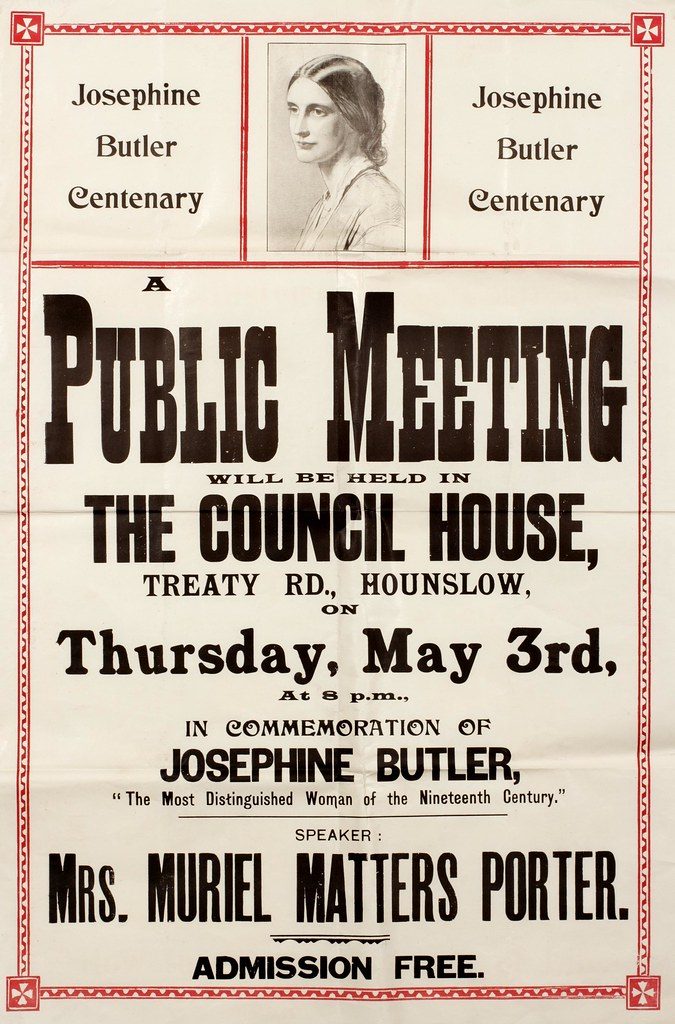 Josephine
Butler
Centenary
Josephine
Butler
Centenary
A
PUBLIC MEETING
WILL BE HELD IN
THE COUNCIL HOUSE,
TREATY RD., HOUNSLOW,
ON
Thursday, May 3rd,
At 8 p.m.,
IN COMMEMORATION OF
JOSEPHINE BUTLER,
“The Most Distinguished Woman of the Nineteenth Century.”
SPEAKER:
MRS. MURIEL MATTERS PORTER.
ADMISSION FREE.